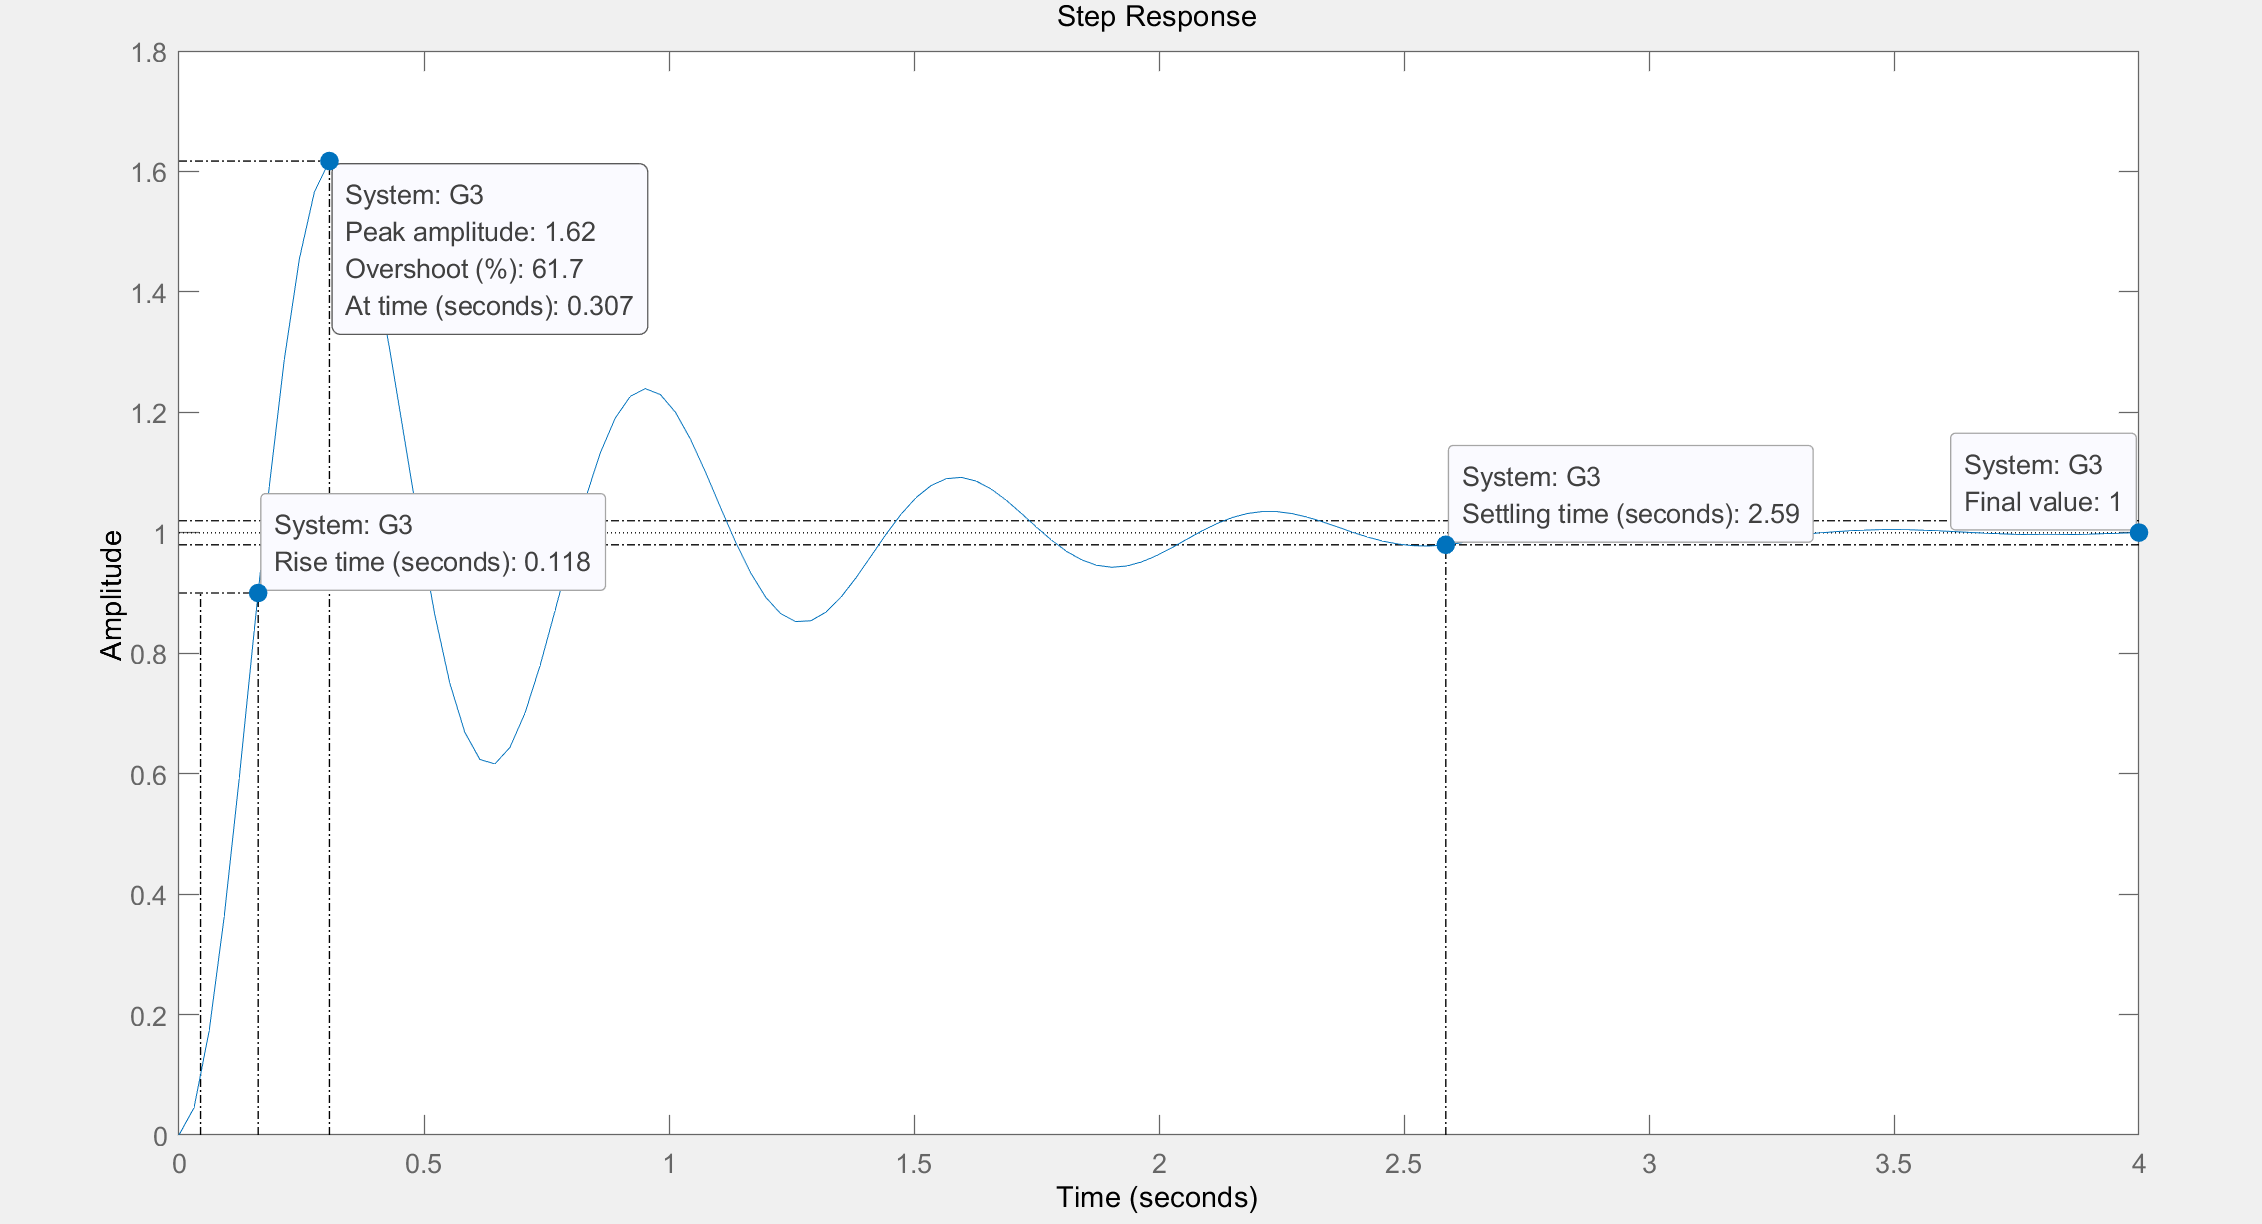 Step Response
1.8
1.6
1.4
1.2
1
0.8
0.6
0.4
0.2
0
Amplitude
System: G3
Peak amplitude: 1.62
Overshoot (%): 61.7
At time (seconds): 0.307
System: G3
Rise time (seconds): 0.118
System: G3
Settling time (seconds): 2.59
System: G3
Final value: 1
0 0.5 1 1.5 2 2.5 3 3.5 4
Time (seconds)